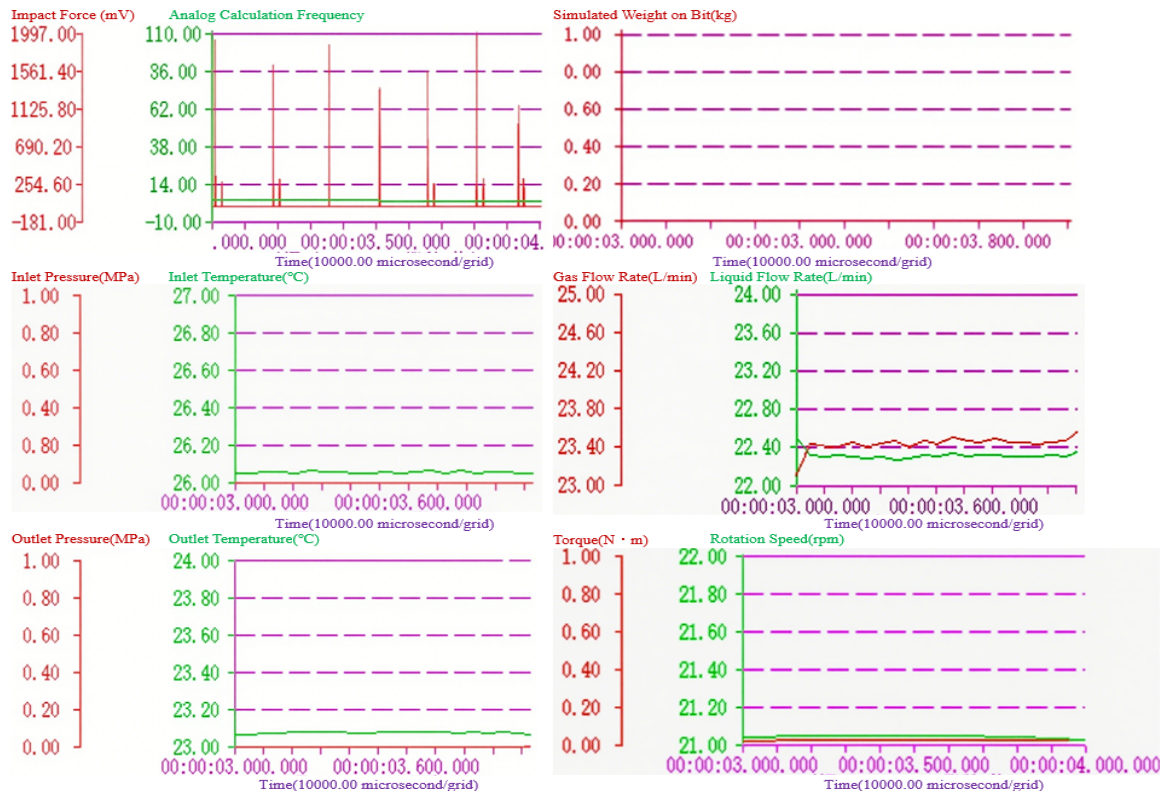 Impact Force (mV) Analog Calculation Frequency
1997.00 110.00
1561.40 86.00
1125.80 62.00
690.20 38.00
254.60 14.00
-181.00 -10.00
.000.000 00:00:03.500.000 00:00:04.
Time(10000.00 microsecond/grid)
Simulated Weight on Bit(kg)
1.00
0.00
0.60
0.40
0.20
0.00
00:00:03.000.000 00:00:03.000.000 00:00:03.800.000
Time(10000.00 microsecond/grid)
Inlet Pressure(MPa) Inlet Temperature(℃)
1.00 27.00
0.80 26.80
0.60 26.60
0.40 26.40
0.80 26.20
0.00 26.00
00:00:03.000.000 00:00:03.600.000
Time(10000.00 microsecond/grid)
Gas Flow Rate(L/min) Liquid Flow Rate(L/min)
25.00 24.00
24.60 23.60
24.20 23.20
23.80 22.80
23.40 22.40
23.00 22.00
00:00:03.000.000 00:00:03.600.000
Time(10000.00 microsecond/grid)
Outlet Pressure(MPa) Outlet Temperature(℃)
1.00 24.00
0.80 23.80
0.60 23.60
0.40 23.40
0.20 23.20
0.00 23.00
00:00:03.000.000 00:00:03.600.000
Time(10000.00 microsecond/grid)
Torque(N·m) Rotation Speed(rpm)
1.00 22.00
0.80 21.80
0.60 21.60
0.40 21.40
0.20 21.20
0.00 21.00
00:00:03.000.000 00:00:03.500.000 00:00:04.000.000
Time(10000.00 microsecond/grid)